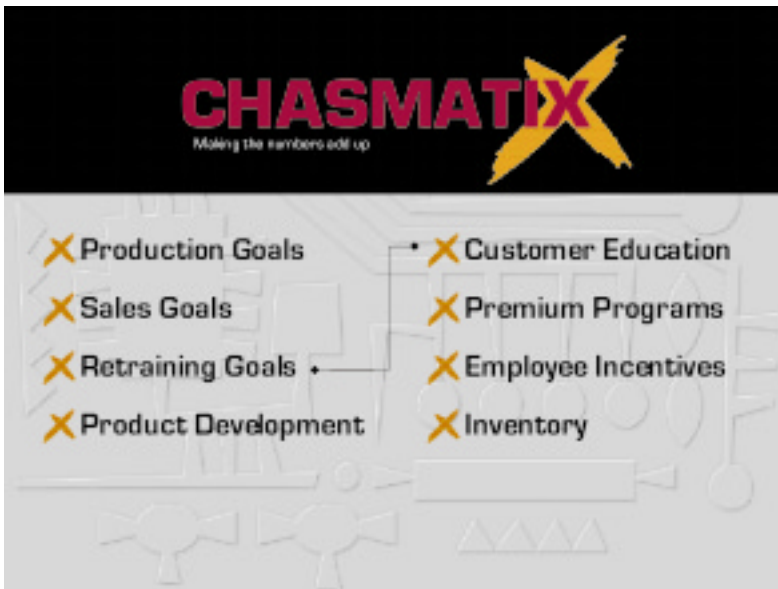 CHASMATIX
Making the numbers add up
Production Goals
Sales Goals
Retraining Goals
Product Development
Customer Education
Premium Programs
Employee Incentives
Inventory